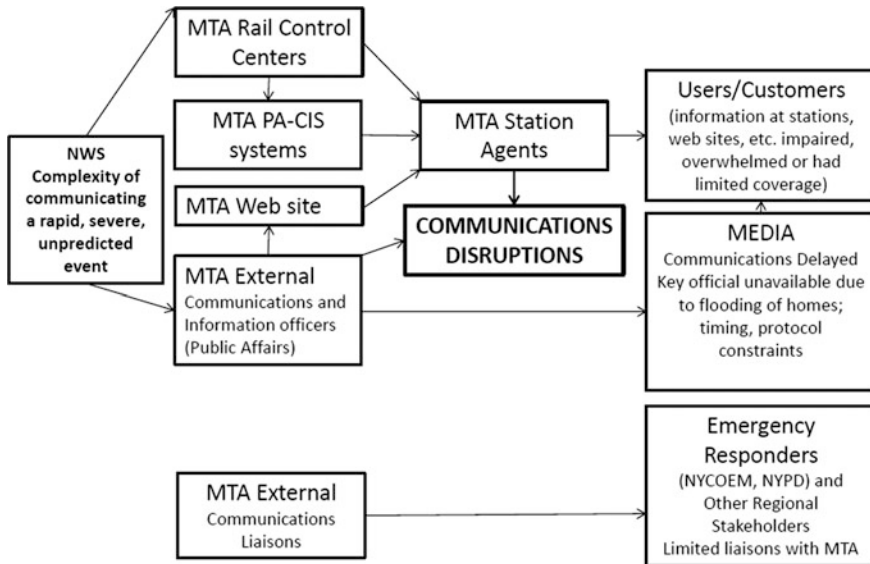 MTA Rail Control
Centers
MTA PA-CIS
systems
NWS
Complexity of
communicating
a rapid, severe,
unpredicted
event
MTA Web site
MTA External
Communications and
Information officers
(Public Affairs)
MTA Station
Agents
COMMUNICATIONS
DISRUPTIONS
Users/Customers
(information at stations,
web sites, etc. impaired,
overwhelmed or had
limited coverage)
MEDIA
Communications Delayed
Key official unavailable due
to flooding of homes;
timing, protocol
constraints
MTA External
Communications
Liaisons
Emergency
Responders
(NYCOEM, NYPD) and
Other Regional
Stakeholders
Limited liaisons with MTA